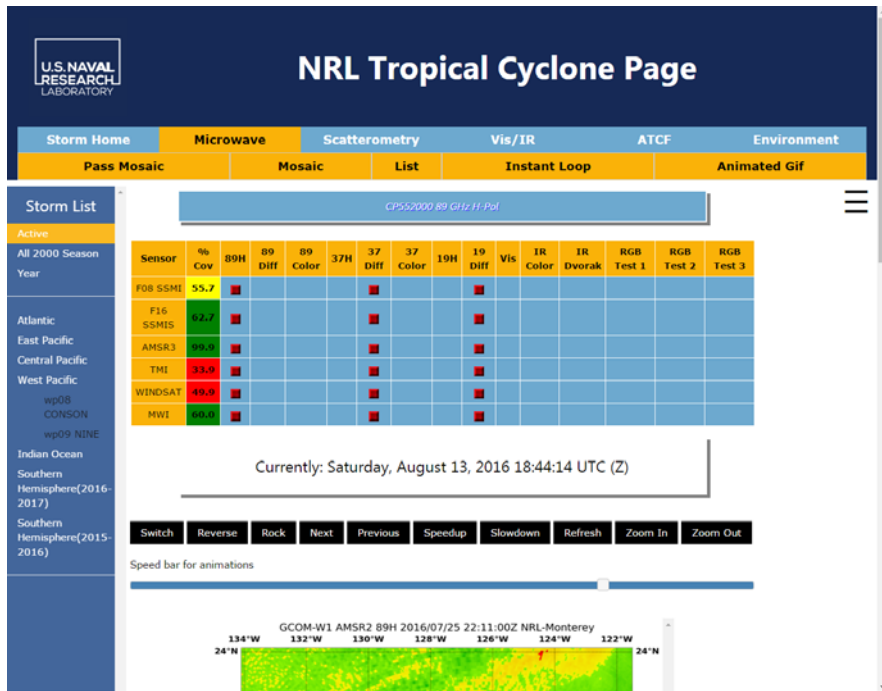 U.S. NAVAL
RESEARCH
LABORATORY
NRL Tropical Cyclone Page
Storm Home Microwave Scatterometry Vis/IR ATCF Environment
Pass Mosaic Mosaic List Instant Loop Animated Gif
Storm List
Active
All 2000 Season
Year
Atlantic
East Pacific
Central Pacific
West Pacific
wp08
CONSON
wp09 NINE
Indian Ocean
Southern
Hemisphere(2016-
2017)
Southern
Hemisphere(2015-
2016)
CP552000 89 GHz H-Pol
Sensor % Cov 89H 89 Diff 89 Color 37H 37 Diff 37 Color 19H 19 Diff Vis IR Color IR Dvorak RGB Test 1 RGB Test 2 RGB Test 3
F08 SSMI 55.7
F16 SSMIS 62.7
AMSR3 99.9
TMI 33.9
WINDSAT 49.9
MWI 60.0
Currently: Saturday, August 13, 2016 18:44:14 UTC (Z)
Switch Reverse Rock Next Previous Speedup Slowdown Refresh Zoom In Zoom Out
Speed bar for animations
GCOM-W1 AMSR2 89H 2016/07/25 22:11:00Z NRL-Monterey
134°W 132°W 130°W 128°W 126°W 124°W 122°W
24°N 24°N